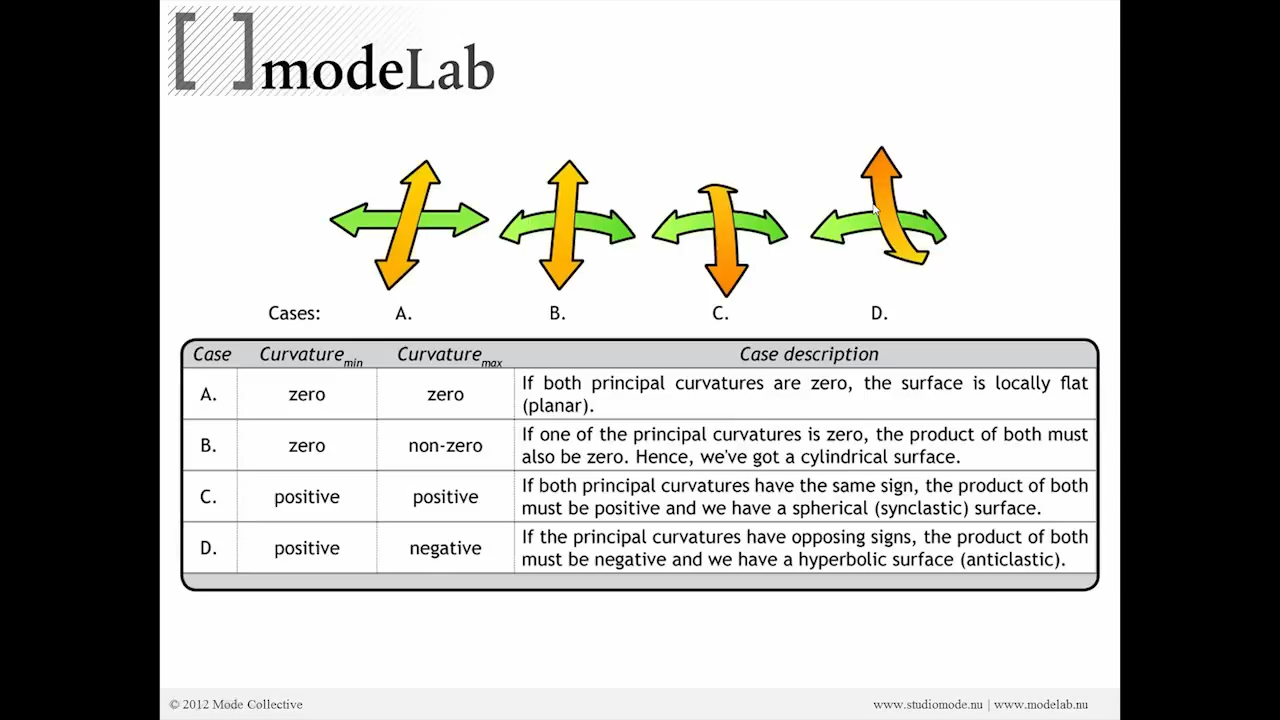 [ ] modeLab
Cases: A. B. C. D.
Case Curvature min Curvature max Case description
A. zero zero If both principal curvatures are zero, the surface is locally flat
(planar).
B. zero non-zero If one of the principal curvatures is zero, the product of both must
also be zero. Hence, we've got a cylindrical surface.
C. positive positive If both principal curvatures have the same sign, the product of both
must be positive and we have a spherical (synclastic) surface.
D. positive negative If the principal curvatures have opposing signs, the product of both
must be negative and we have a hyperbolic surface (anticlastic).
© 2012 Mode Collective www.studiomode.nu | www.modelab.nu